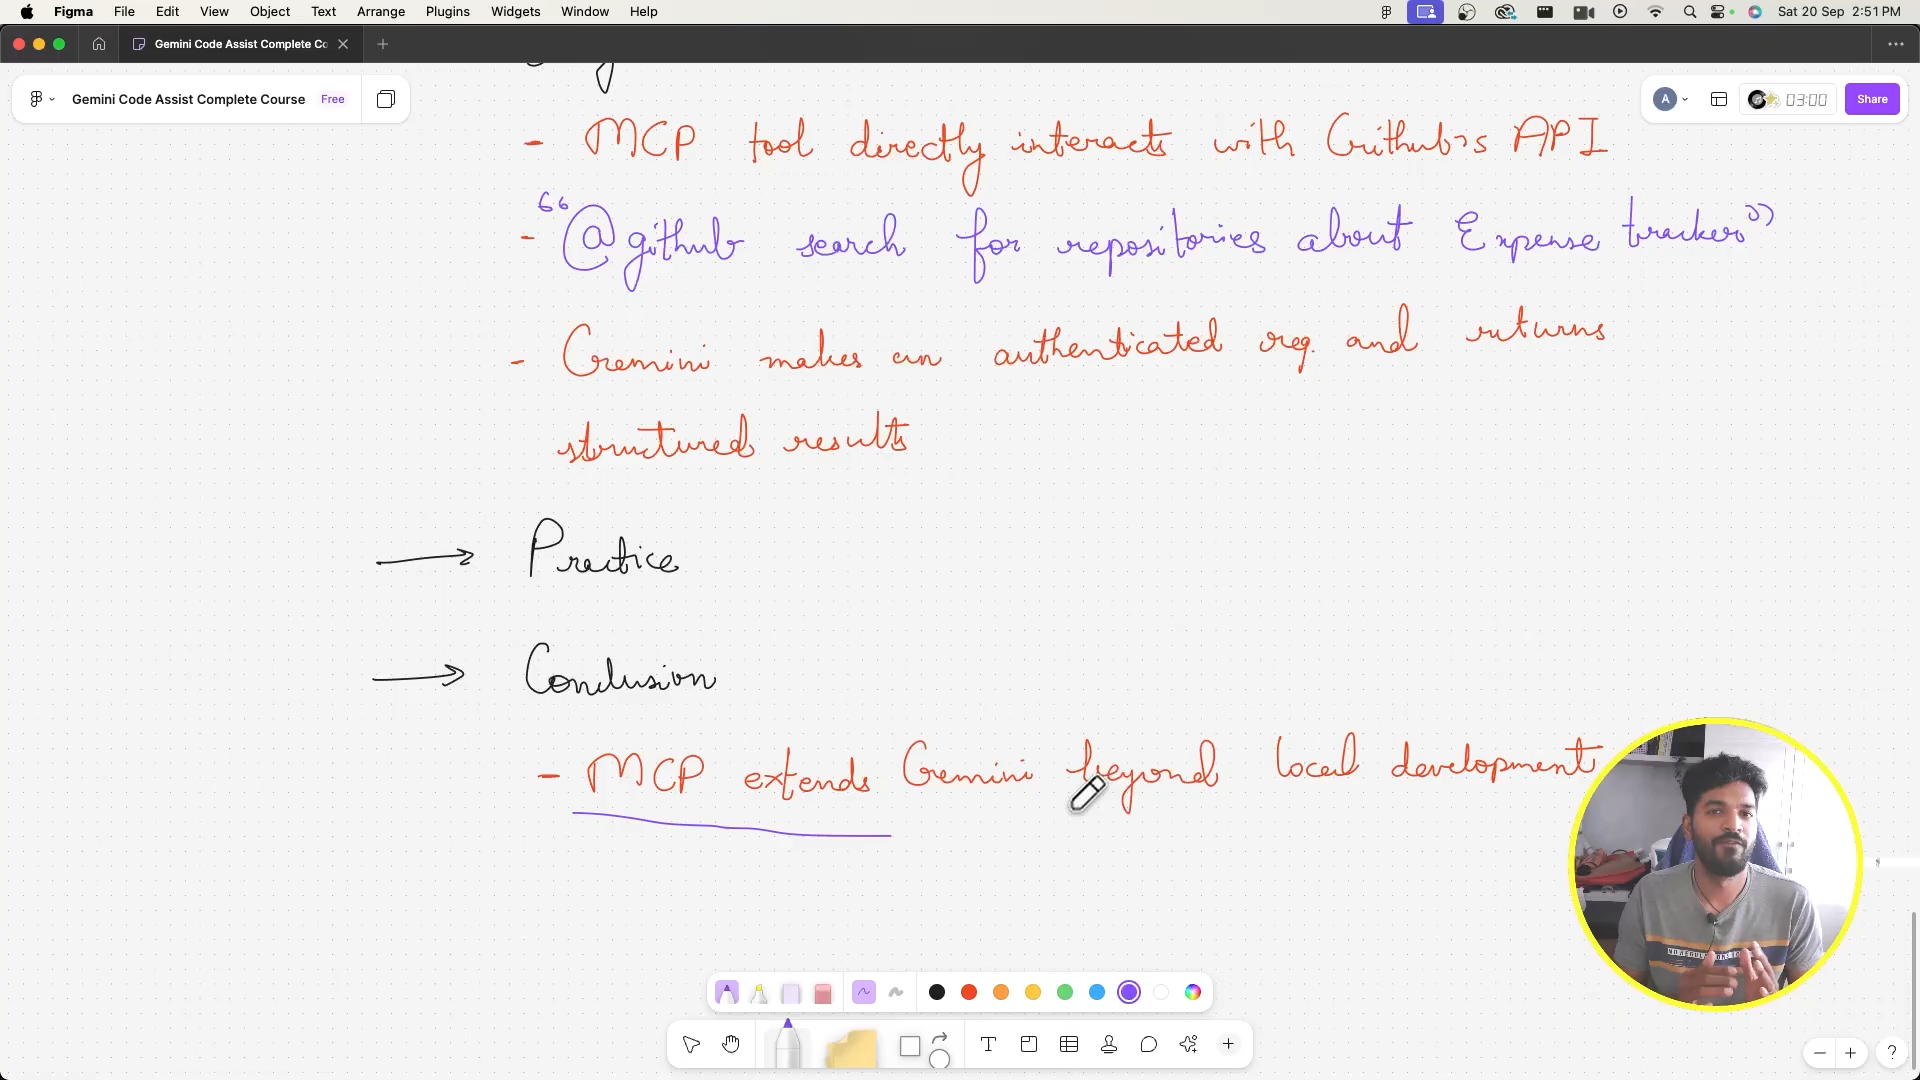 Figma File Edit View Object Text Arrange Plugins Widgets Window Help Sat 20 Sep 2:51 PM
Gemini Code Assist Complete Co
Gemini Code Assist Complete Course Free
A 03:00 Share
- MCP tool directly interacts with Github's API
- "@github search for repositories about Expense trackers"
- Gemini makes an authenticated req. and returns
structured results
→ Practice
→ Conclusion
- MCP extends Gemini beyond local development